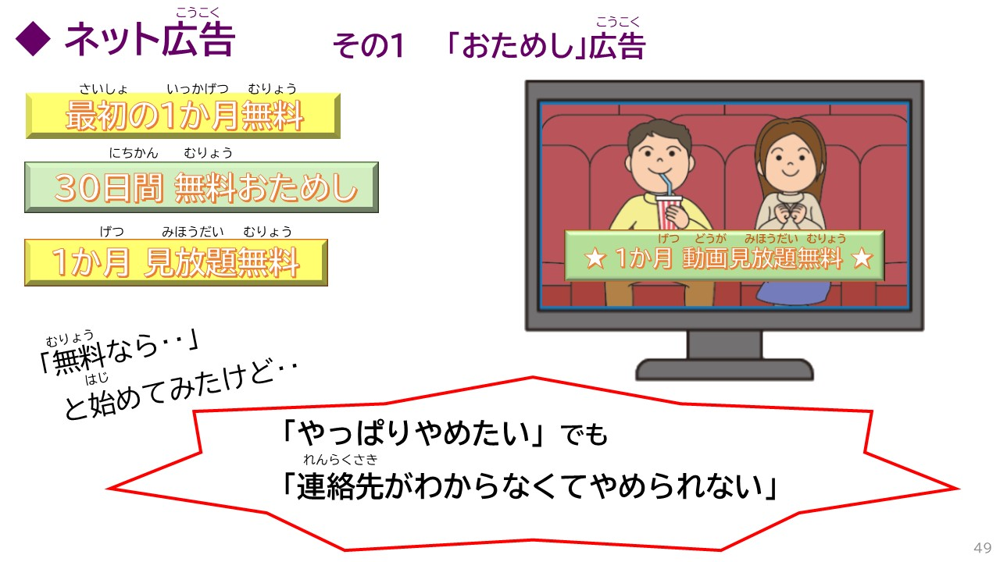 こうこく こうこく
◆ ネット広告 その1 「おためし」広告
さいしょ いっかげつ むりょう
最初の1か月無料
にちかん むりょう
30日間 無料おためし
げつ みほうだい むりょう
1か月 見放題無料
げつ どうが みほうだい むりょう
★ 1か月 動画見放題無料 ★
むりょう
「無料なら‥」
はじ
と始めてみたけど‥
「やっぱりやめたい」 でも
れんらくさき
「連絡先がわからなくてやめられない」
49